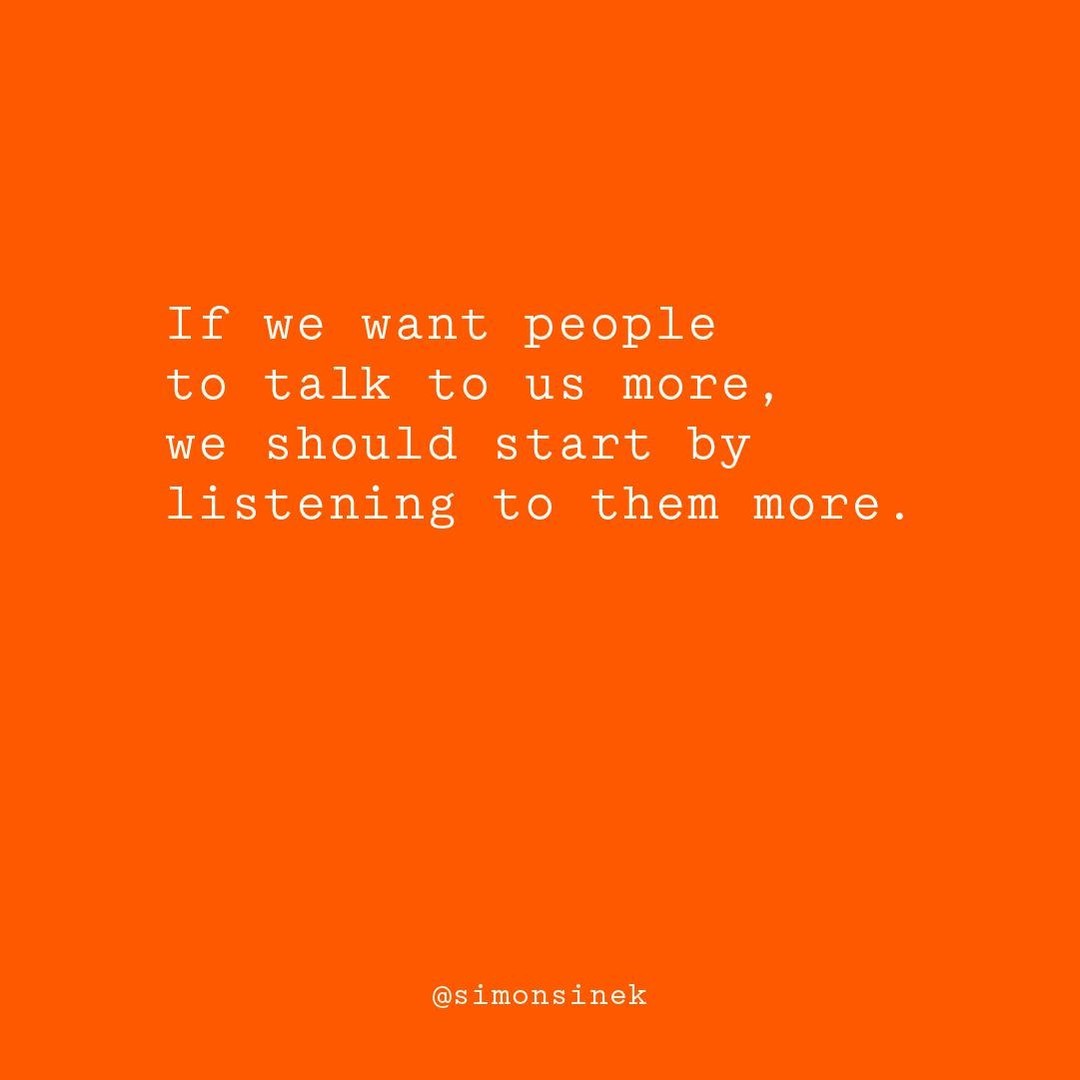 If we want people
to talk to us more,
we should start by
listening to them more.
@simonsinek